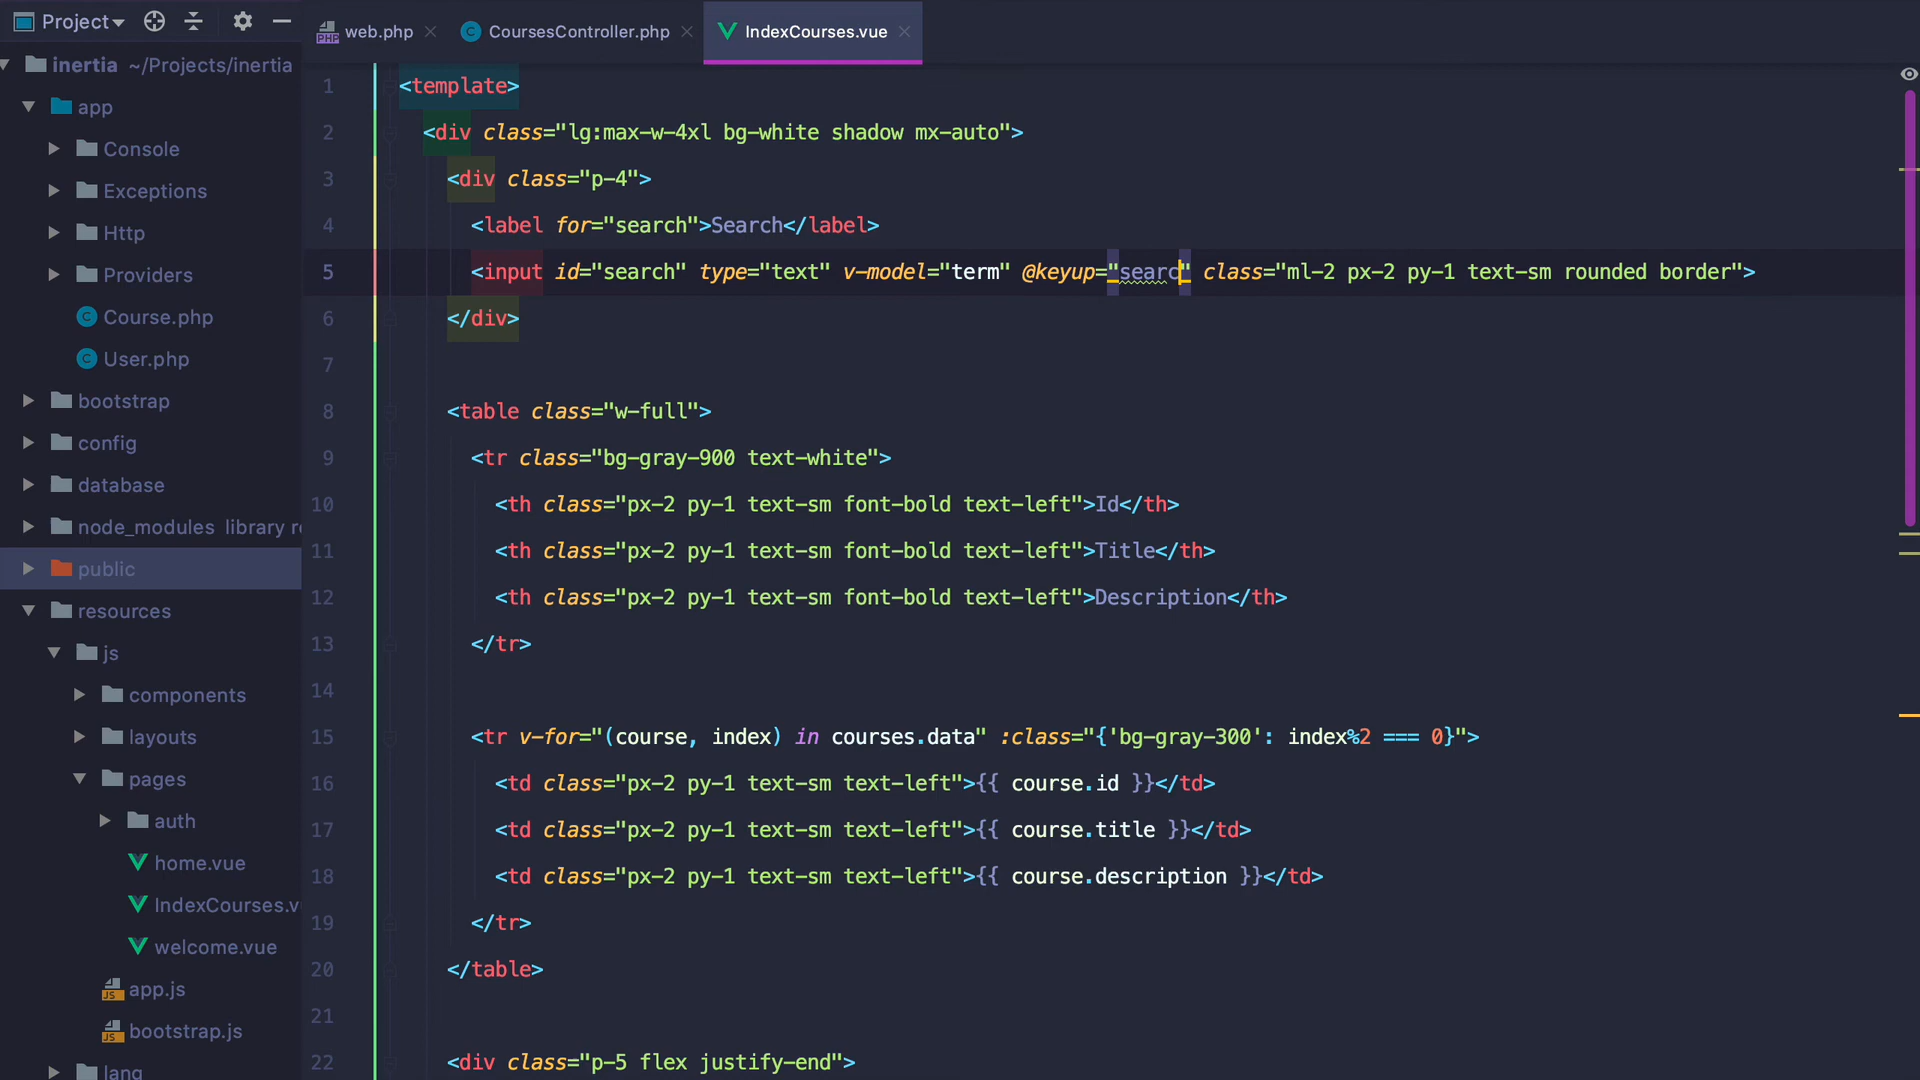 Project
web.php
CoursesController.php
IndexCourses.vue
inertia ~/Projects/inertia
app
Console
Exceptions
Http
Providers
Course.php
User.php
bootstrap
config
database
node_modules library r
public
resources
js
components
layouts
pages
auth
home.vue
IndexCourses.v
welcome.vue
app.js
bootstrap.js
lang
1 <template>
2 <div class="lg:max-w-4xl bg-white shadow mx-auto">
3 <div class="p-4">
4 <label for="search">Search</label>
5 <input id="search" type="text" v-model="term" @keyup="searc" class="ml-2 px-2 py-1 text-sm rounded border">
6 </div>
7
8 <table class="w-full">
9 <tr class="bg-gray-900 text-white">
10 <th class="px-2 py-1 text-sm font-bold text-left">Id</th>
11 <th class="px-2 py-1 text-sm font-bold text-left">Title</th>
12 <th class="px-2 py-1 text-sm font-bold text-left">Description</th>
13 </tr>
14
15 <tr v-for="(course, index) in courses.data" :class="{'bg-gray-300': index%2 === 0}">
16 <td class="px-2 py-1 text-sm text-left">{{ course.id }}</td>
17 <td class="px-2 py-1 text-sm text-left">{{ course.title }}</td>
18 <td class="px-2 py-1 text-sm text-left">{{ course.description }}</td>
19 </tr>
20 </table>
21
22 <div class="p-5 flex justify-end">